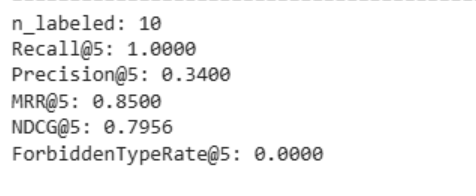 n_labeled: 10
Recall@5: 1.0000
Precision@5: 0.3400
MRR@5: 0.8500
NDCG@5: 0.7956
ForbiddenTypeRate@5: 0.0000